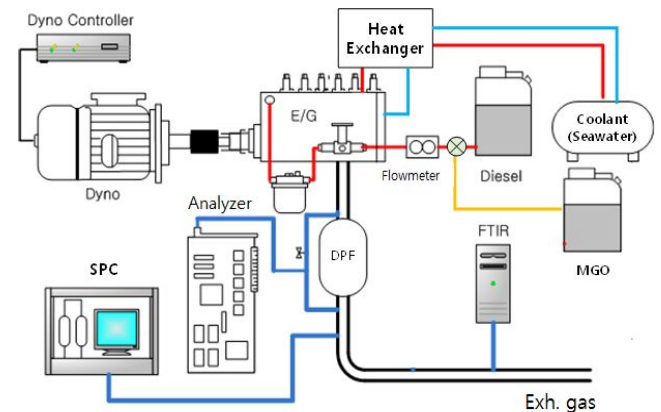 Dyno Controller
Heat
Exchanger
E/G
Coolant
(Seawater)
Flowmeter
Diesel
Dyno
Analyzer
FTIR
MGO
DPF
SPC
Exh. gas